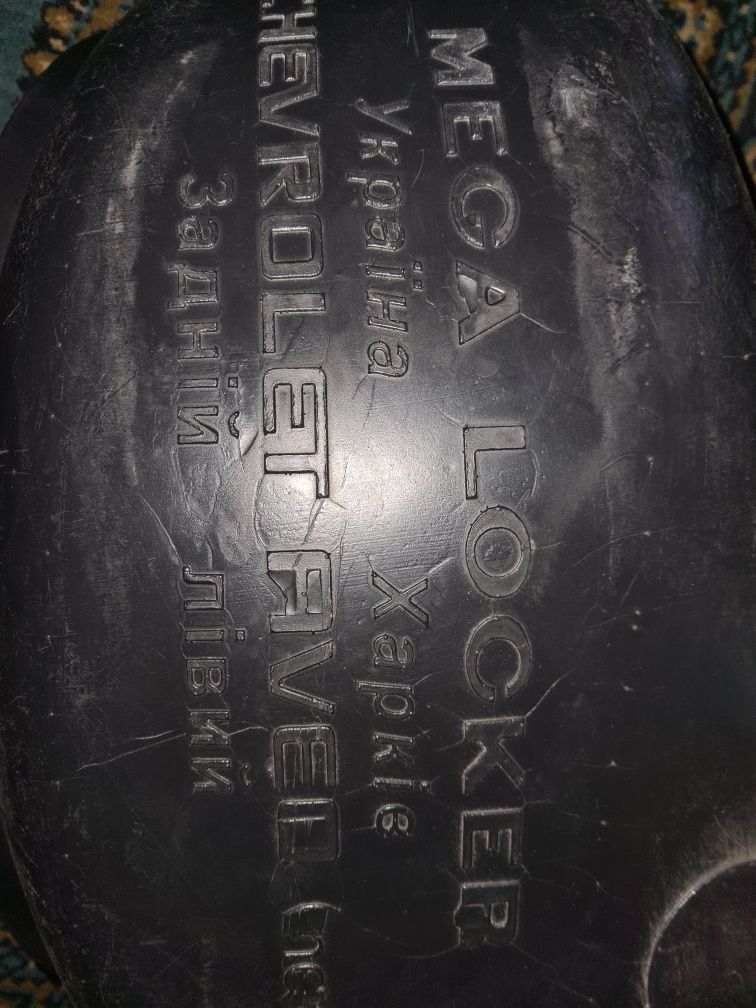 MEGA LOCKER
Україна Харків
CHEVROLET AVEO
Задній лівий